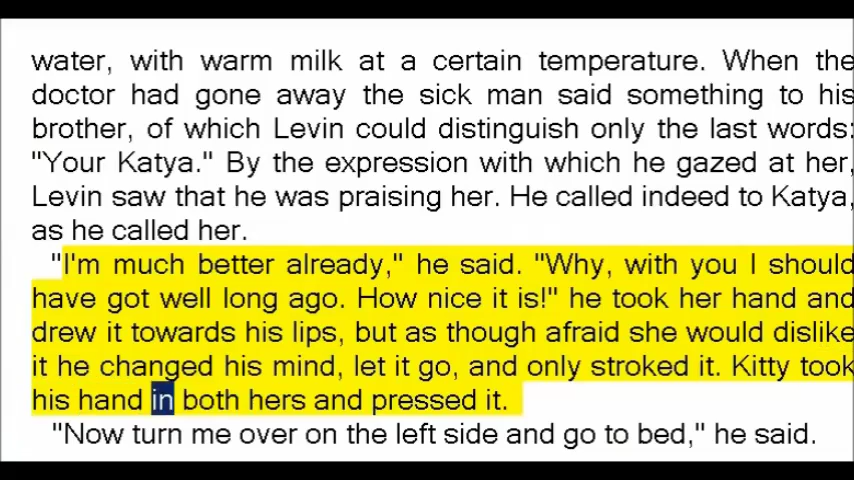 water, with warm milk at a certain temperature. When the
doctor had gone away the sick man said something to his
brother, of which Levin could distinguish only the last words:
"Your Katya." By the expression with which he gazed at her,
Levin saw that he was praising her. He called indeed to Katya,
as he called her.
"I'm much better already," he said. "Why, with you I should
have got well long ago. How nice it is!" he took her hand and
drew it towards his lips, but as though afraid she would dislike
it he changed his mind, let it go, and only stroked it. Kitty took
his hand in both hers and pressed it.
"Now turn me over on the left side and go to bed," he said.